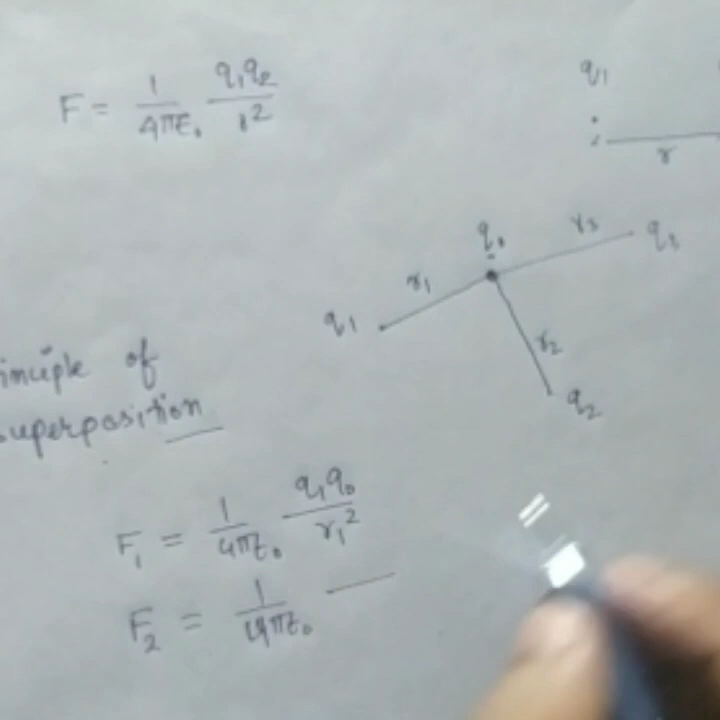 F = 1/4πε₀ q₁q₂/r²
q₁
r
q₀
r₃
q₃
r₁
q₁
r₂
q₂
inciple of
superposition
F₁ = 1/4πε₀ q₁q₀/r₁²
F₂ = 1/4πε₀